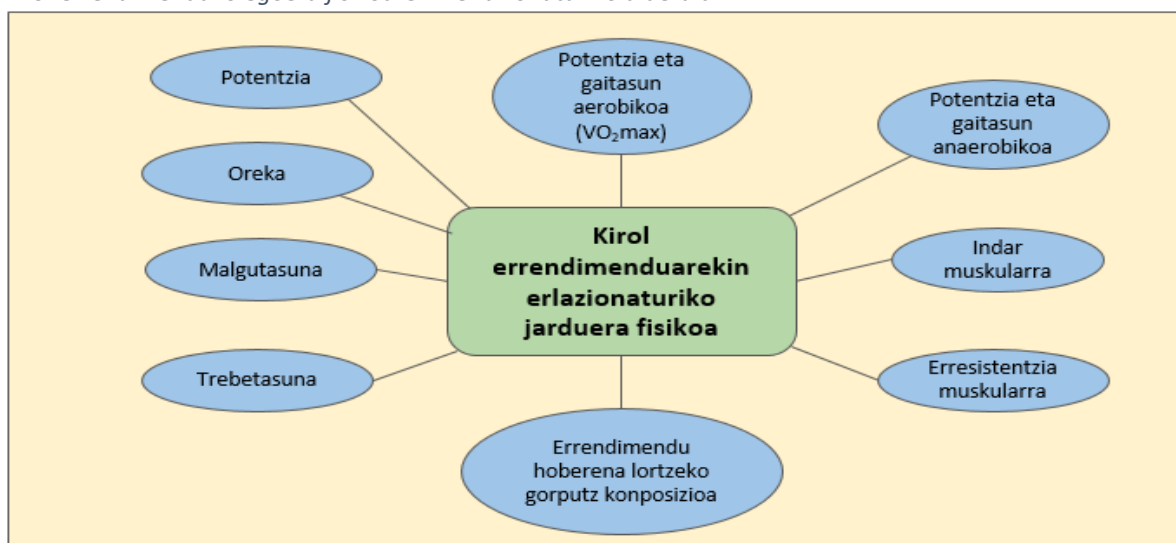 Potentzia
Potentzia eta
gaitasun
aerobikoa
(VO₂max)
Potentzia eta
gaitasun
anaerobikoa
Oreka
Kirol
errendimenduarekin
erlazionaturiko
jarduera fisikoa
Malgutasuna
Indar
muskularra
Trebetasuna
Erresistentzia
muskularra
Errendimendu
hoberena lortzeko
gorputz konposizioa